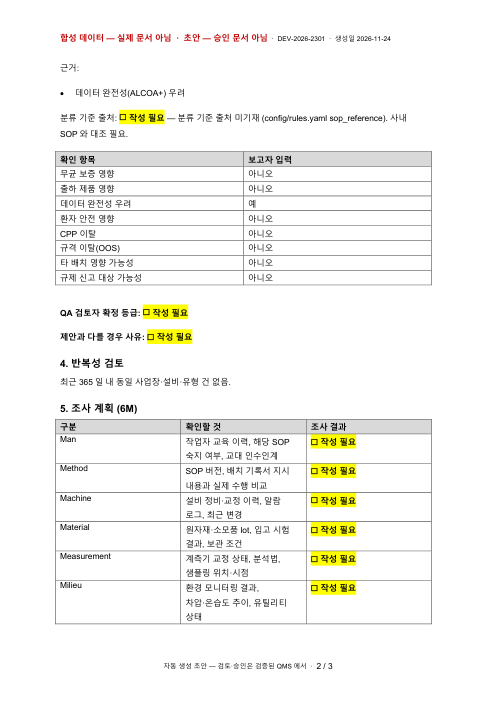 합성 데이터 — 실제 문서 아님 · 초안 — 승인 문서 아님 · DEV-2026-2301 · 생성일 2026-11-24
근거:
• 데이터 완전성(ALCOA+) 우려
분류 기준 출처: ☐ 작성 필요 — 분류 기준 출처 미기재 (config/rules.yaml sop_reference). 사내
SOP 와 대조 필요.
확인 항목 보고자 입력
무균 보증 영향 아니오
출하 제품 영향 아니오
데이터 완전성 우려 예
환자 안전 영향 아니오
CPP 이탈 아니오
규격 이탈(OOS) 아니오
타 배치 영향 가능성 아니오
규제 신고 대상 가능성 아니오
QA 검토자 확정 등급: ☐ 작성 필요
제안과 다를 경우 사유: ☐ 작성 필요
4. 반복성 검토
최근 365 일 내 동일 사업장·설비·유형 건 없음.
5. 조사 계획 (6M)
구분 확인할 것 조사 결과
Man 작업자 교육 이력, 해당 SOP ☐ 작성 필요
숙지 여부, 교대 인수인계
Method SOP 버전, 배치 기록서 지시 ☐ 작성 필요
내용과 실제 수행 비교
Machine 설비 정비·교정 이력, 알람 ☐ 작성 필요
로그, 최근 변경
Material 원자재·소모품 lot, 입고 시험 ☐ 작성 필요
결과, 보관 조건
Measurement 계측기 교정 상태, 분석법, ☐ 작성 필요
샘플링 위치·시점
Milieu 환경 모니터링 결과, ☐ 작성 필요
차압·온습도 추이, 유틸리티
상태
자동 생성 초안 — 검토·승인은 검증된 QMS 에서 · 2 / 3